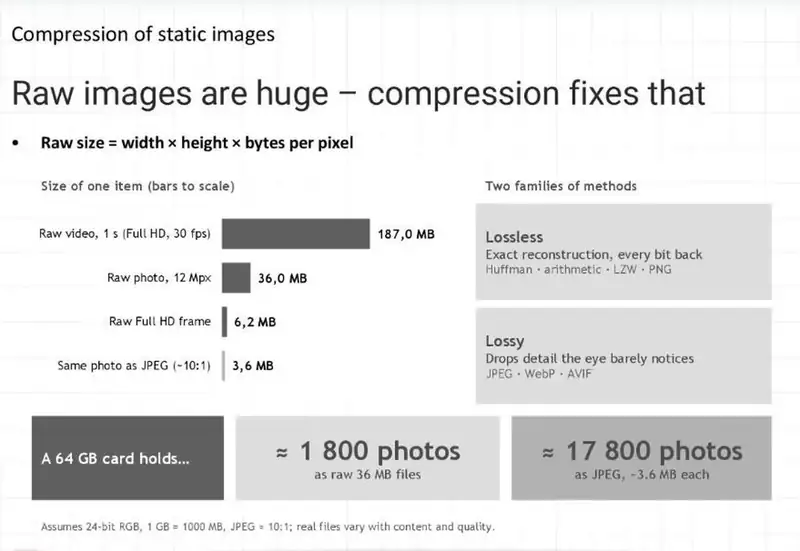 Compression of static images
Raw images are huge – compression fixes that
• Raw size = width × height × bytes per pixel
Size of one item (bars to scale)
Raw video, 1 s (Full HD, 30 fps)
187,0 MB
Raw photo, 12 Mpx
36,0 MB
Raw Full HD frame
6,2 MB
Same photo as JPEG (~10:1)
3,6 MB
Two families of methods
Lossless
Exact reconstruction, every bit back
Huffman · arithmetic · LZW · PNG
Lossy
Drops detail the eye barely notices
JPEG · WebP · AVIF
A 64 GB card holds...
≈ 1 800 photos
as raw 36 MB files
≈ 17 800 photos
as JPEG, ~3.6 MB each
Assumes 24-bit RGB, 1 GB = 1000 MB, JPEG ≈ 10:1; real files vary with content and quality.